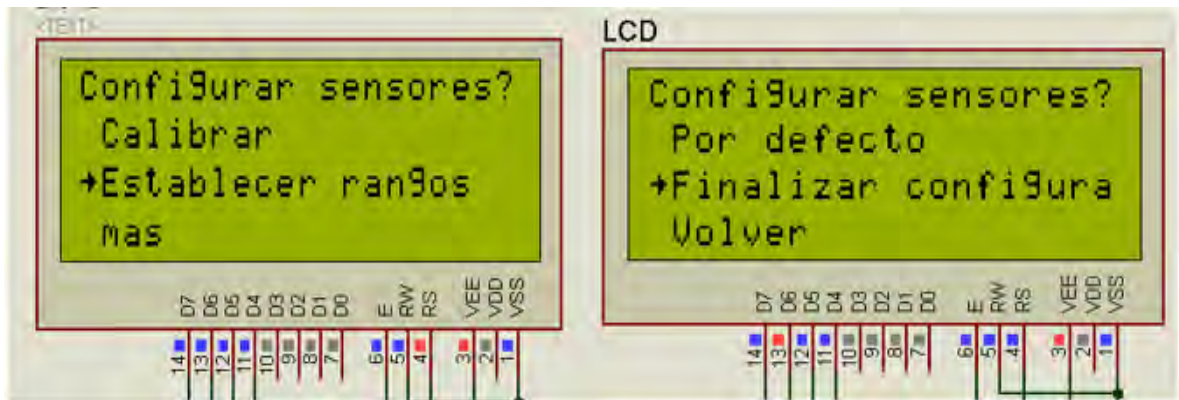 <TEXT>
Configurar sensores?
Calibrar
→Establecer rangos
mas
D7 D6 D5 D4 D3 D2 D1 D0 E RW RS VEE VDD VSS
14 13 12 11 10 9 8 7 6 5 4 3 2 1
LCD
Configurar sensores?
Por defecto
→Finalizar configura
Volver
D7 D6 D5 D4 D3 D2 D1 D0 E RW RS VEE VDD VSS
14 13 12 11 10 9 8 7 6 5 4 3 2 1